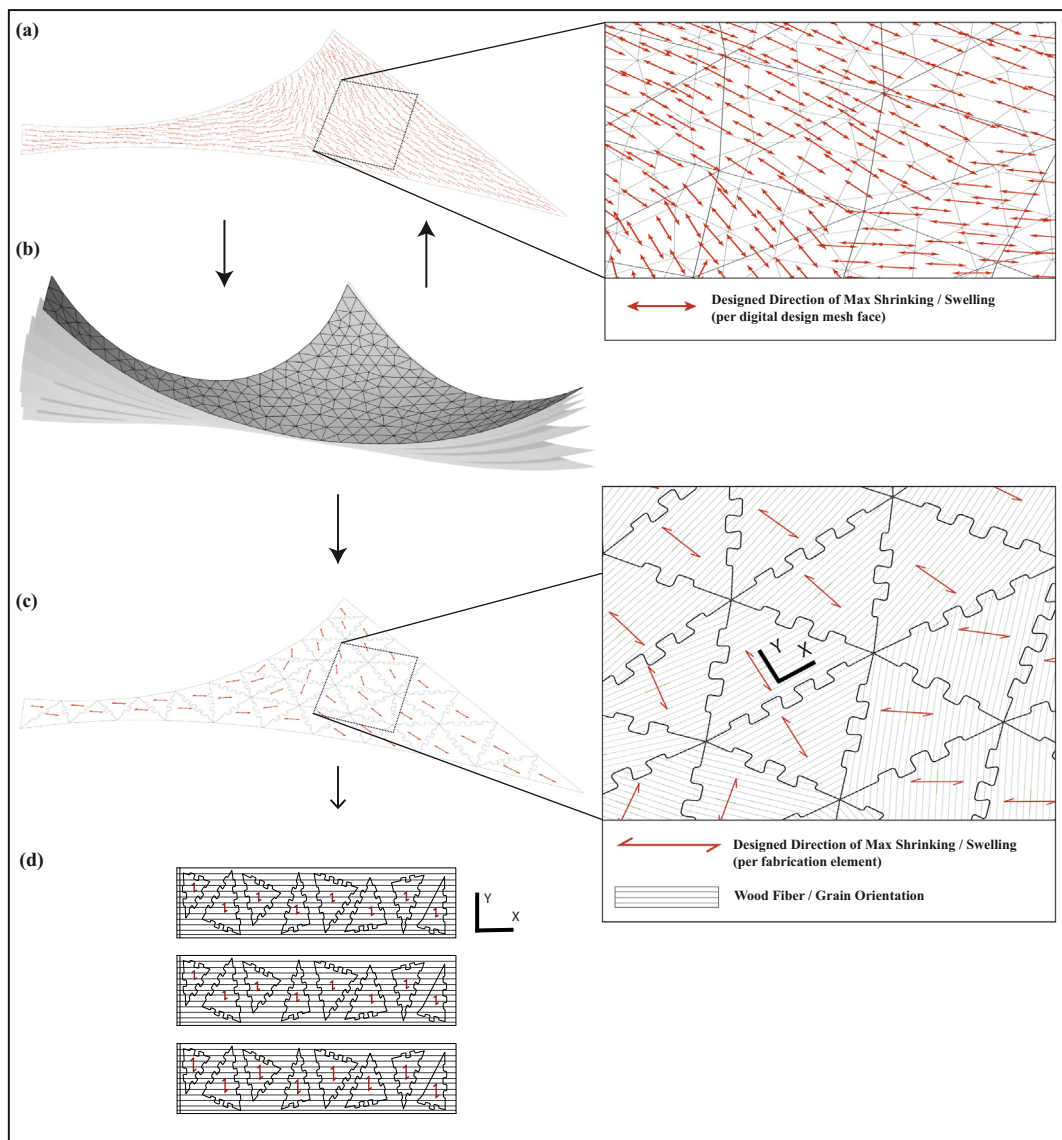 (a)
Designed Direction of Max Shrinking / Swelling
(per digital design mesh face)
(b)
(c)
Y
X
Designed Direction of Max Shrinking / Swelling
(per fabrication element)
Wood Fiber / Grain Orientation
(d)
Y
X